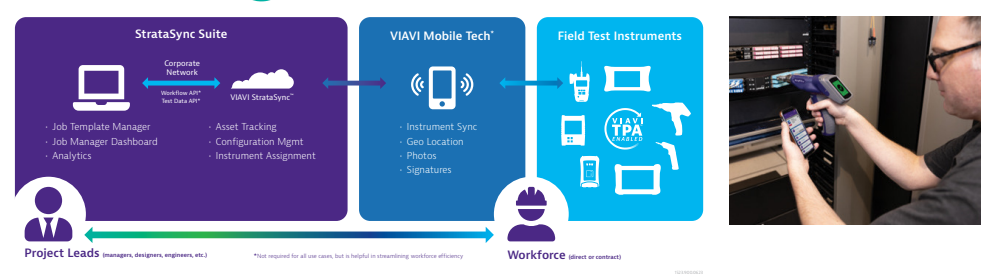 StrataSync Suite
Corporate
Network
Workflow API*
Test Data API*
VIAVI StrataSync™
· Job Template Manager
· Job Manager Dashboard
· Analytics
· Asset Tracking
· Configuration Mgmt
· Instrument Assignment
VIAVI Mobile Tech*
· Instrument Sync
· Geo Location
· Photos
· Signatures
Field Test Instruments
VIAVI
TPA
ENABLED
Project Leads (managers, designers, engineers, etc.)
*Not required for all use cases, but is helpful in streamlining workforce efficiency
Workforce (direct or contract)